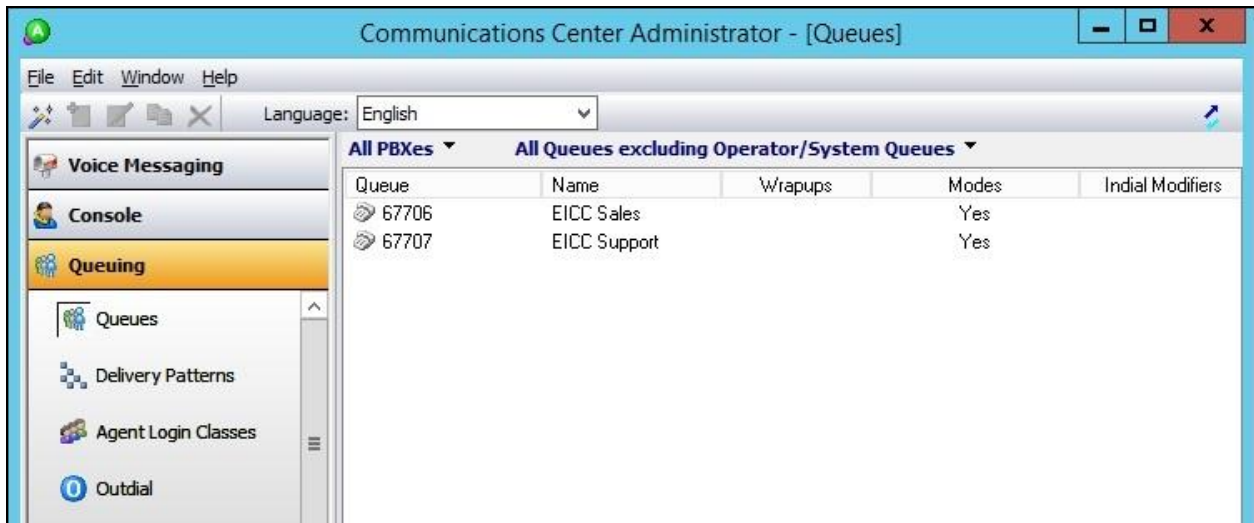 Communications Center Administrator - [Queues]
File Edit Window Help
Language: English
Voice Messaging
Console
Queuing
Queues
Delivery Patterns
Agent Login Classes
Outdial
All PBXes All Queues excluding Operator/System Queues
Queue Name Wrapups Modes Indial Modifiers
67706 EICC Sales Yes
67707 EICC Support Yes